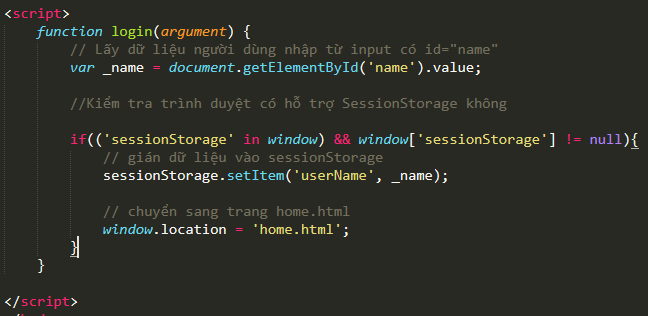 <script>
function login(argument) {
// Lấy dữ liệu người dùng nhập từ input có id="name"
var _name = document.getElementById('name').value;
//Kiểm tra trình duyệt có hỗ trợ SessionStorage không
if(('sessionStorage' in window) && window['sessionStorage'] != null){
// gián dữ liệu vào sessionStorage
sessionStorage.setItem('userName', _name);
// chuyển sang trang home.html
window.location = 'home.html';
}
}
</script>